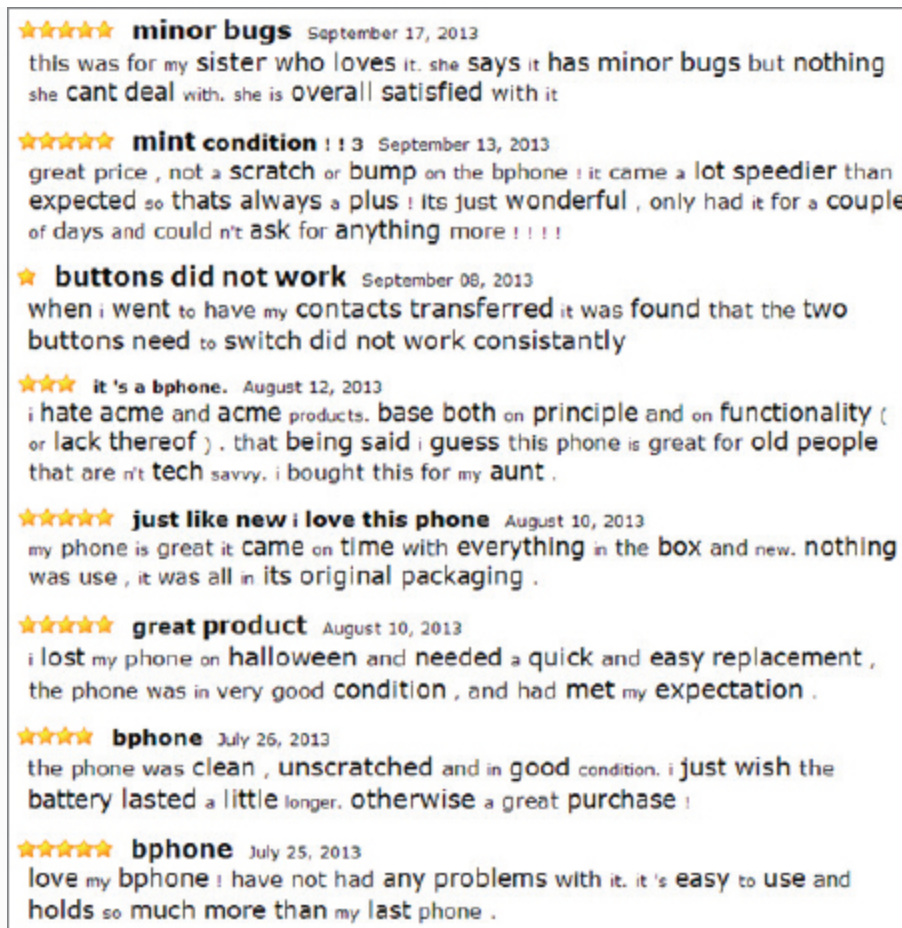 minor bugs September 17, 2013
this was for my sister who loves it. she says it has minor bugs but nothing
she cant deal with. she is overall satisfied with it
mint condition ! ! 3 September 13, 2013
great price , not a scratch or bump on the bphone ! it came a lot speedier than
expected so thats always a plus ! its just wonderful , only had it for a couple
of days and could n't ask for anything more ! ! ! !
buttons did not work September 08, 2013
when i went to have my contacts transferred it was found that the two
buttons need to switch did not work consistantly
it 's a bphone. August 12, 2013
i hate acme and acme products. base both on principle and on functionality (
or lack thereof ) . that being said i guess this phone is great for old people
that are n't tech savvy. i bought this for my aunt .
just like new i love this phone August 10, 2013
my phone is great it came on time with everything in the box and new. nothing
was use , it was all in its original packaging .
great product August 10, 2013
i lost my phone on halloween and needed a quick and easy replacement ,
the phone was in very good condition , and had met my expectation .
bphone July 26, 2013
the phone was clean , unscratched and in good condition. i just wish the
battery lasted a little longer. otherwise a great purchase !
bphone July 25, 2013
love my bphone ! have not had any problems with it. it 's easy to use and
holds so much more than my last phone .